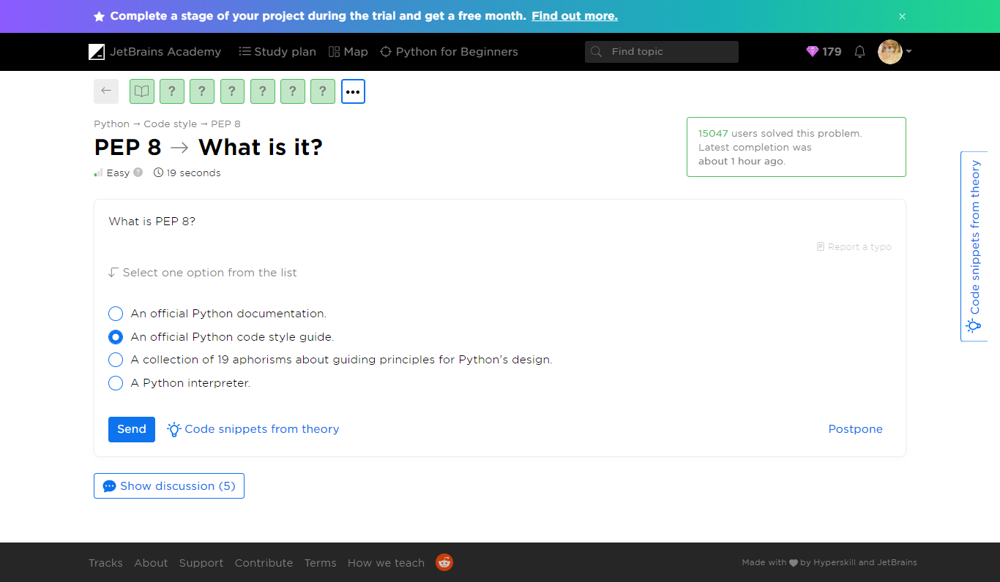 Complete a stage of your project during the trial and get a free month. Find out more. ×
JetBrains Academy Study plan Map Python for Beginners Find topic 179
← ? ? ? ? ? ? •••
Python → Code style → PEP 8
PEP 8 → What is it?
Easy ? 19 seconds
15047 users solved this problem.
Latest completion was
about 1 hour ago.
Code snippets from theory
What is PEP 8?
Report a typo
Select one option from the list
An official Python documentation.
An official Python code style guide.
A collection of 19 aphorisms about guiding principles for Python's design.
A Python interpreter.
Send Code snippets from theory Postpone
Show discussion (5)
Tracks About Support Contribute Terms How we teach Made with ♥ by Hyperskill and JetBrains